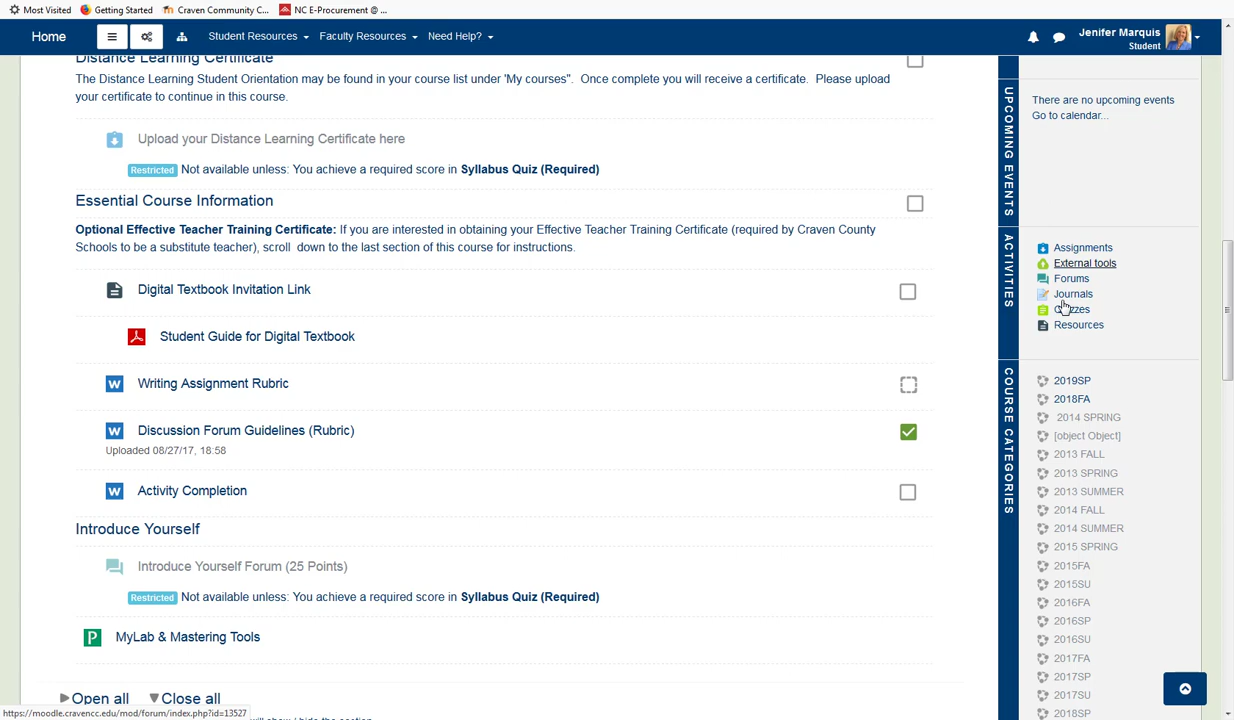 Most Visited Getting Started Craven Community C... NC E-Procurement @ ...
Home Student Resources Faculty Resources Need Help? Jenifer Marquis
Student
Distance Learning Certificate
The Distance Learning Student Orientation may be found in your course list under 'My courses". Once complete you will receive a certificate. Please upload
your certificate to continue in this course.
Upload your Distance Learning Certificate here
Restricted Not available unless: You achieve a required score in Syllabus Quiz (Required)
Essential Course Information
Optional Effective Teacher Training Certificate: If you are interested in obtaining your Effective Teacher Training Certificate (required by Craven County
Schools to be a substitute teacher), scroll down to the last section of this course for instructions.
Digital Textbook Invitation Link
Student Guide for Digital Textbook
Writing Assignment Rubric
Discussion Forum Guidelines (Rubric)
Uploaded 08/27/17, 18:58
Activity Completion
Introduce Yourself
Introduce Yourself Forum (25 Points)
Restricted Not available unless: You achieve a required score in Syllabus Quiz (Required)
MyLab & Mastering Tools
Open all Close all
https://moodle.cravencc.edu/mod/forum/index.php?id=13527 will show / hide the section
UPCOMING EVENTS
There are no upcoming events
Go to calendar...
ACTIVITIES
Assignments
External tools
Forums
Journals
Quizzes
Resources
COURSE CATEGORIES
2019SP
2018FA
2014 SPRING
[object Object]
2013 FALL
2013 SPRING
2013 SUMMER
2014 FALL
2014 SUMMER
2015 SPRING
2015FA
2015SU
2016FA
2016SP
2016SU
2017FA
2017SP
2017SU
2018SP